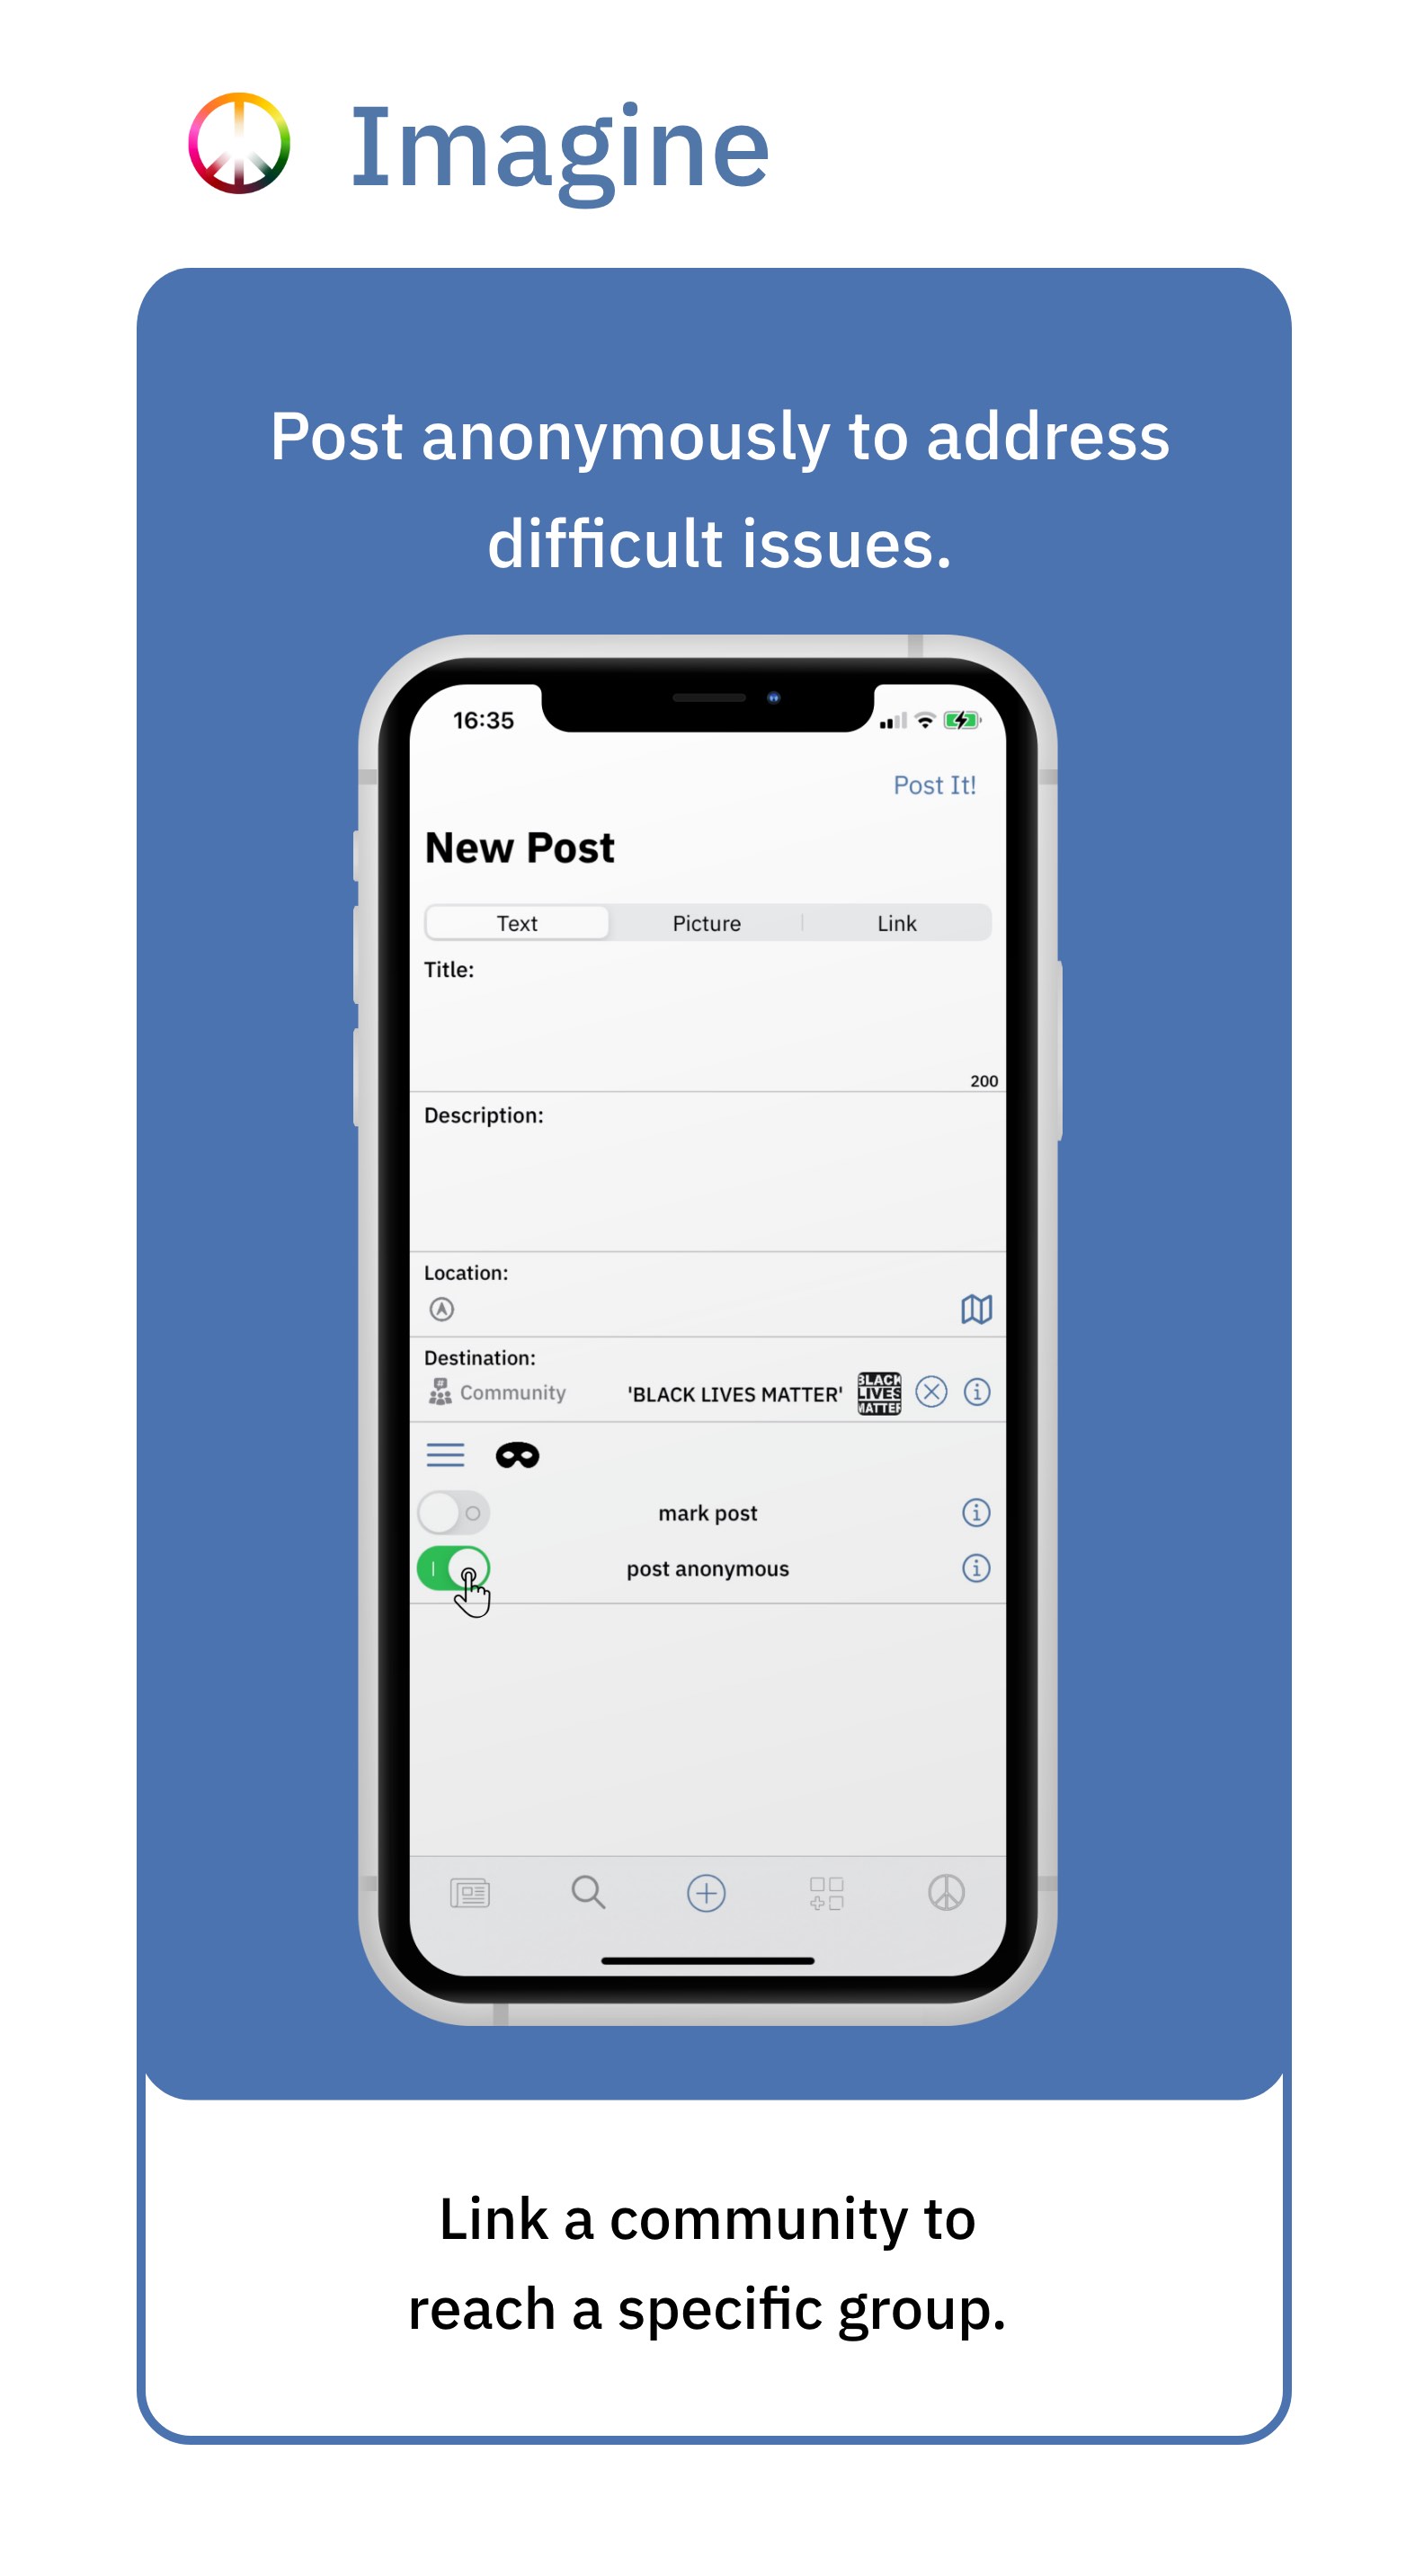 Imagine
Post anonymously to address
difficult issues.
16:35
Post It!
New Post
Text Picture Link
Title:
200
Description:
Location:
Destination:
Community 'BLACK LIVES MATTER' BLACK LIVES MATTER
mark post
post anonymous
Link a community to
reach a specific group.